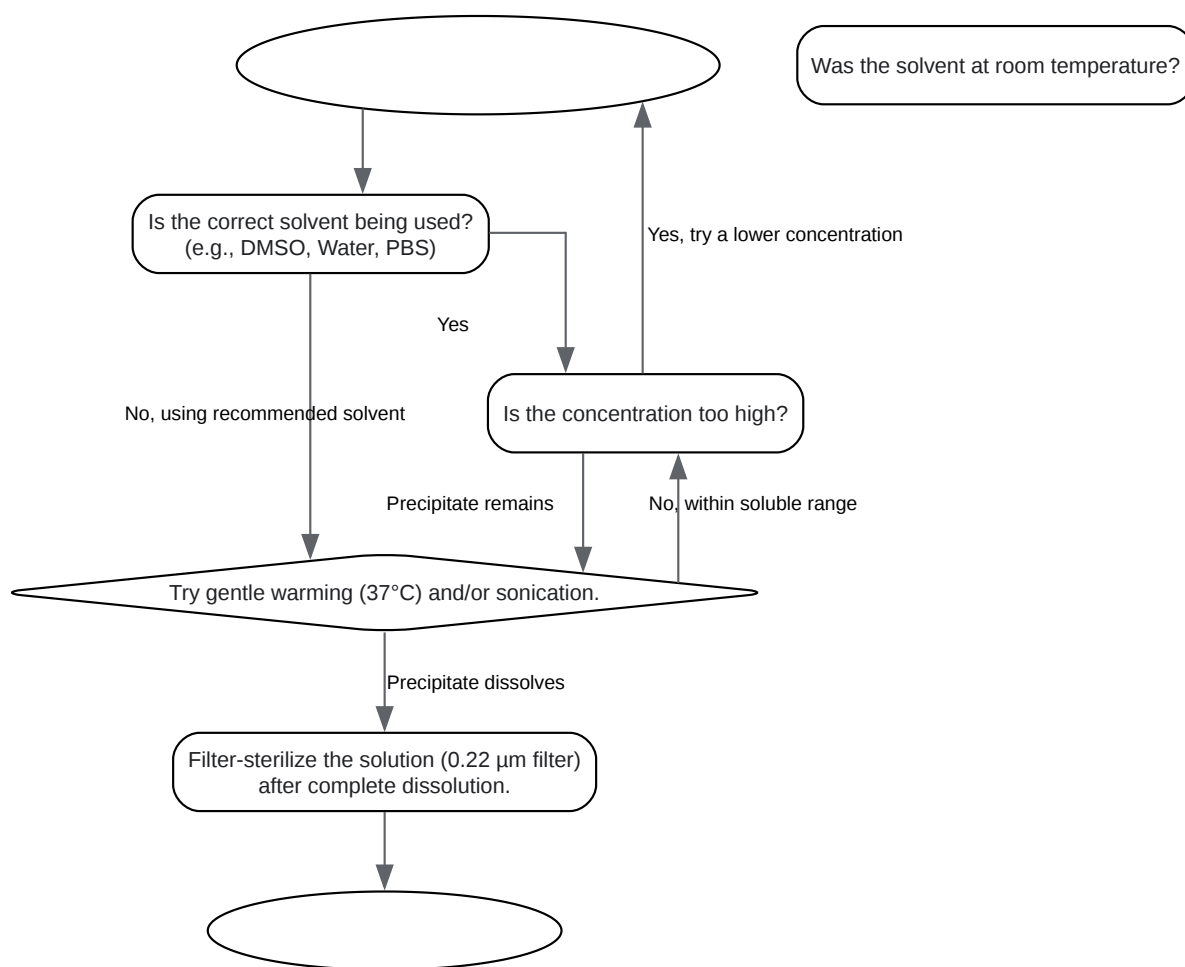 Was the solvent at room temperature?
Is the correct solvent being used?
(e.g., DMSO, Water, PBS)
Yes, try a lower concentration
Yes
No, using recommended solvent
Is the concentration too high?
Precipitate remains
No, within soluble range
Try gentle warming (37°C) and/or sonication.
Precipitate dissolves
Filter-sterilize the solution (0.22 µm filter)
after complete dissolution.